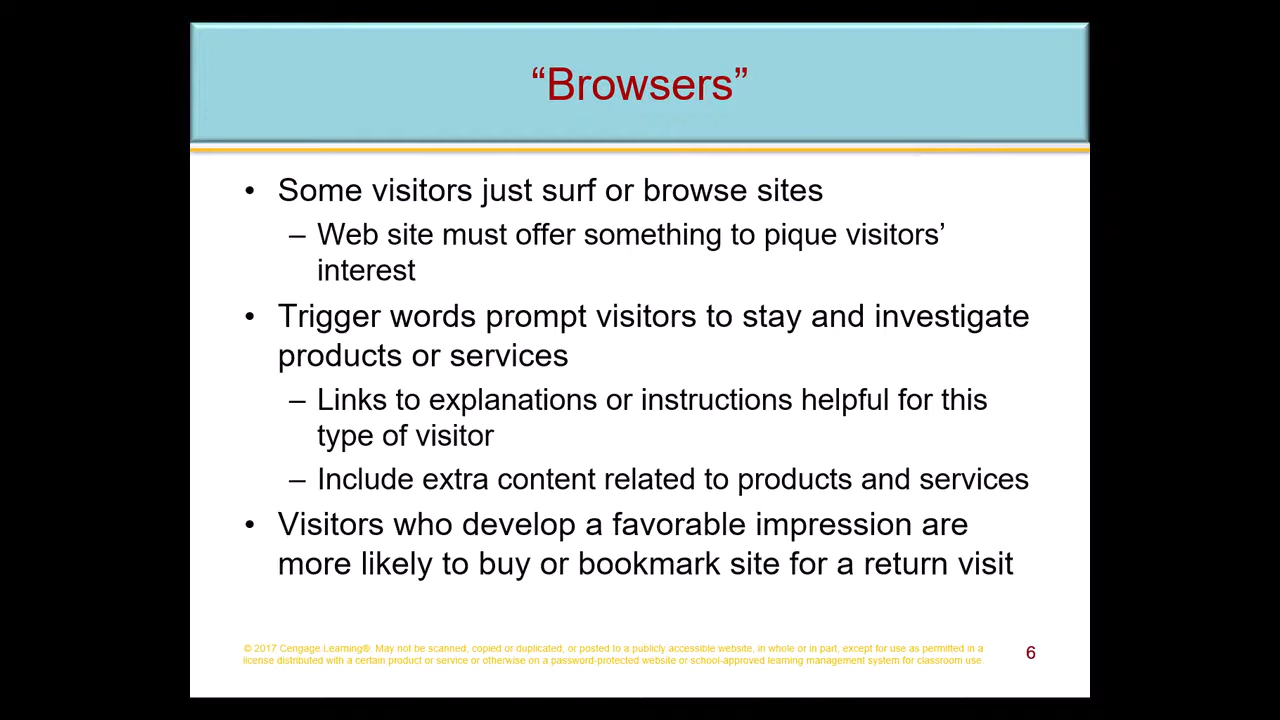 “Browsers”
• Some visitors just surf or browse sites
– Web site must offer something to pique visitors’
interest
• Trigger words prompt visitors to stay and investigate
products or services
– Links to explanations or instructions helpful for this
type of visitor
– Include extra content related to products and services
• Visitors who develop a favorable impression are
more likely to buy or bookmark site for a return visit
© 2017 Cengage Learning® May not be scanned, copied or duplicated, or posted to a publicly accessible website, in whole or in part, except for use as permitted in a
license distributed with a certain product or service or otherwise on a password-protected website or school-approved learning management system for classroom use.
6